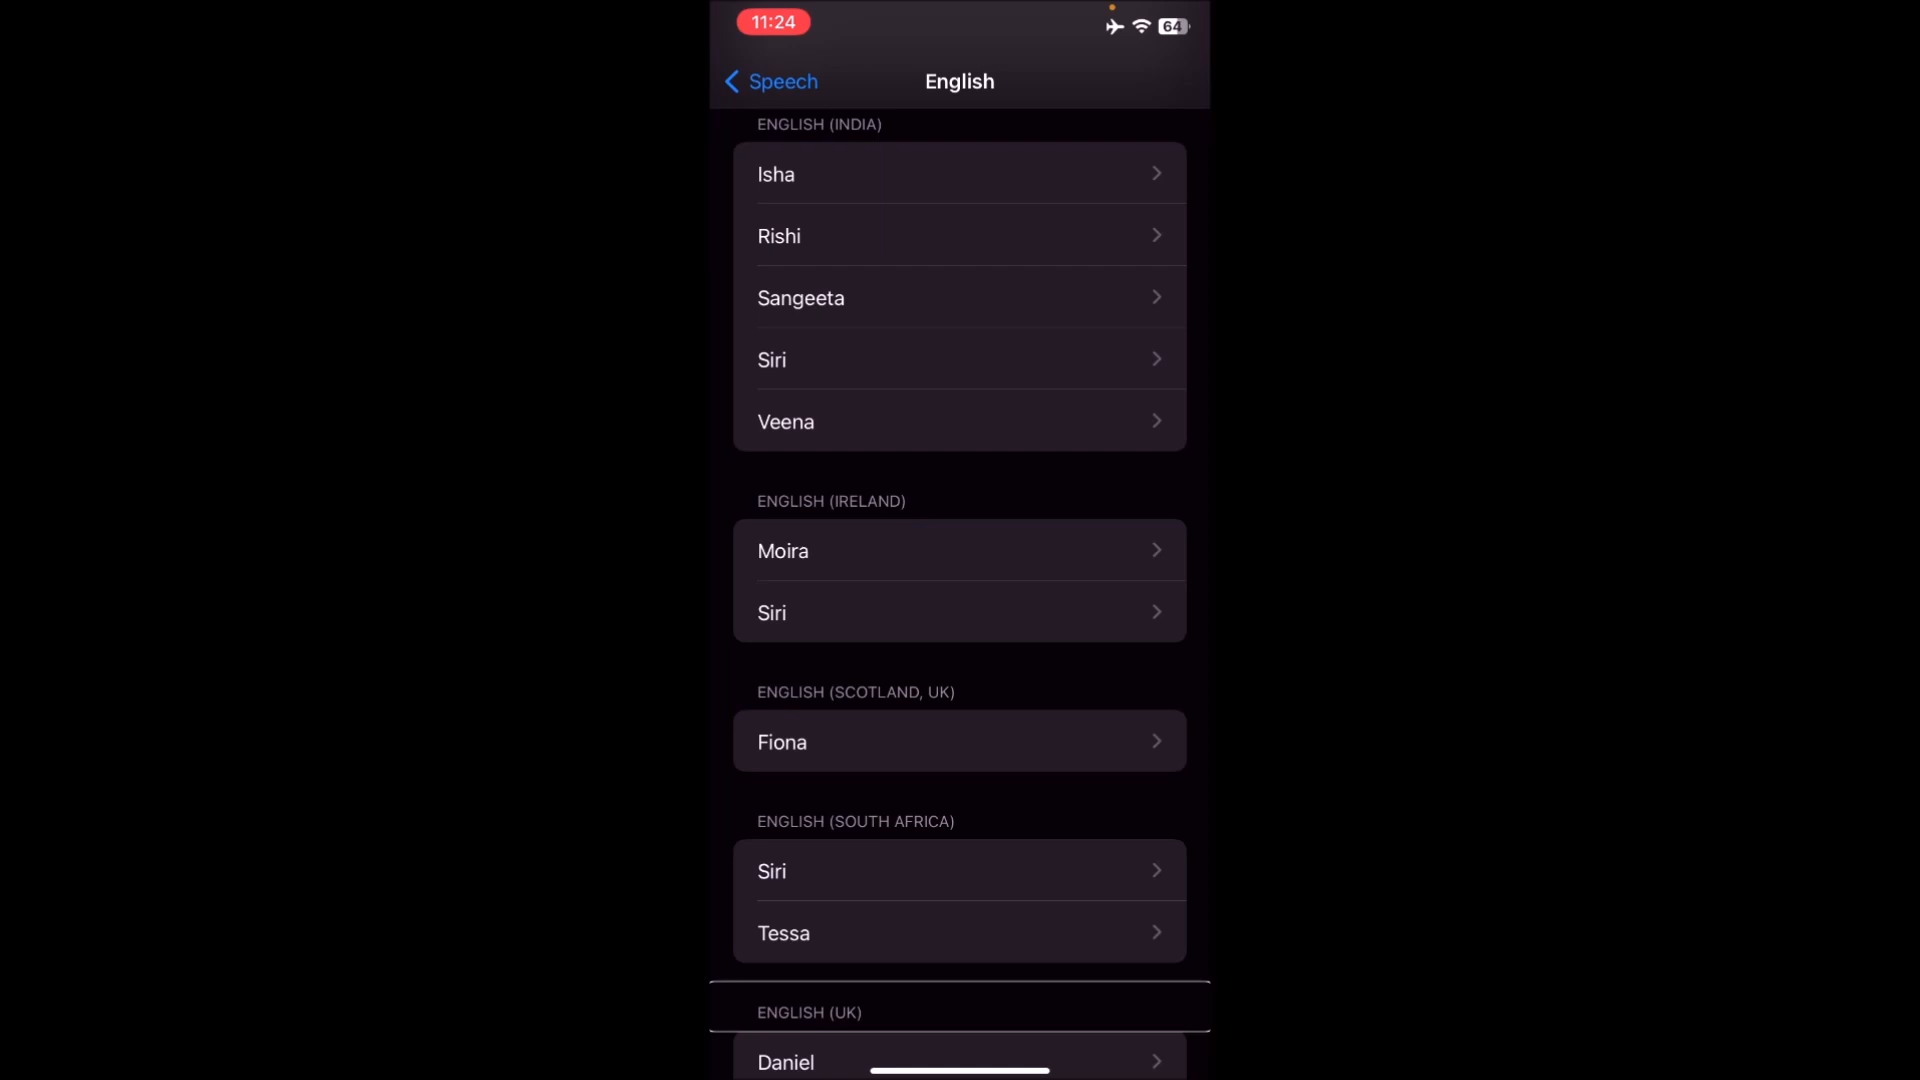 11:24
64
Speech
English
ENGLISH (INDIA)
Isha
Rishi
Sangeeta
Siri
Veena
ENGLISH (IRELAND)
Moira
Siri
ENGLISH (SCOTLAND, UK)
Fiona
ENGLISH (SOUTH AFRICA)
Siri
Tessa
ENGLISH (UK)
Daniel